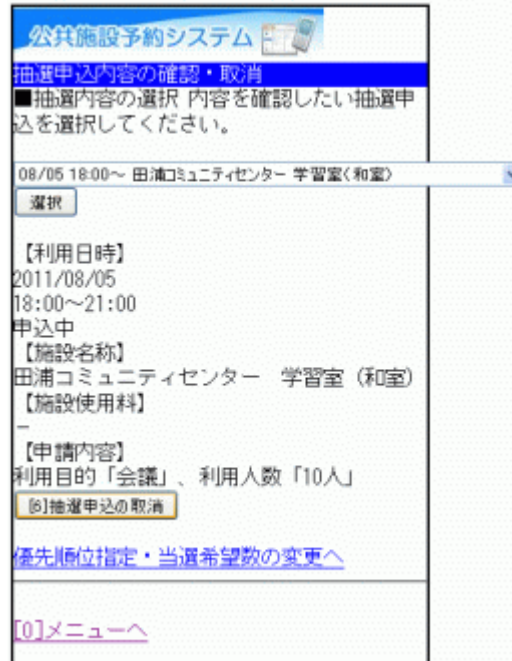 公共施設予約システム
抽選申込内容の確認・取消
■抽選内容の選択 内容を確認したい抽選申
込を選択してください。
08/05 18:00～ 田浦コミュニティセンター 学習室(和室)
選択
【利用日時】
2011/08/05
18:00～21:00
申込中
【施設名称】
田浦コミュニティセンター 学習室（和室）
【施設使用料】
－
【申請内容】
利用目的「会議」、利用人数「10人」
[6]抽選申込の取消
優先順位指定・当選希望数の変更へ
[0]メニューへ